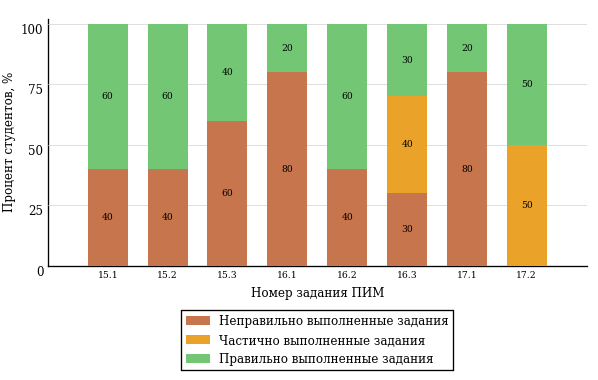 Процент студентов, %
100
75
50
25
0
60 60 40 20 60 30 20 50
40 40 60 80 40 40 80 50
30
15.1 15.2 15.3 16.1 16.2 16.3 17.1 17.2
Номер задания ПИМ
Неправильно выполненные задания
Частично выполненные задания
Правильно выполненные задания